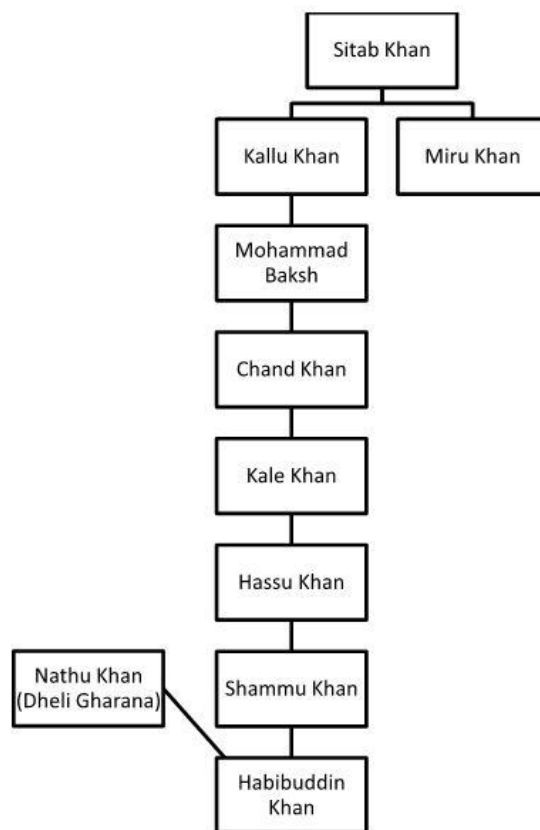 Sitab Khan
Kallu Khan
Miru Khan
Mohammad
Baksh
Chand Khan
Kale Khan
Hassu Khan
Nathu Khan
(Dheli Gharana)
Shammu Khan
Habibuddin
Khan